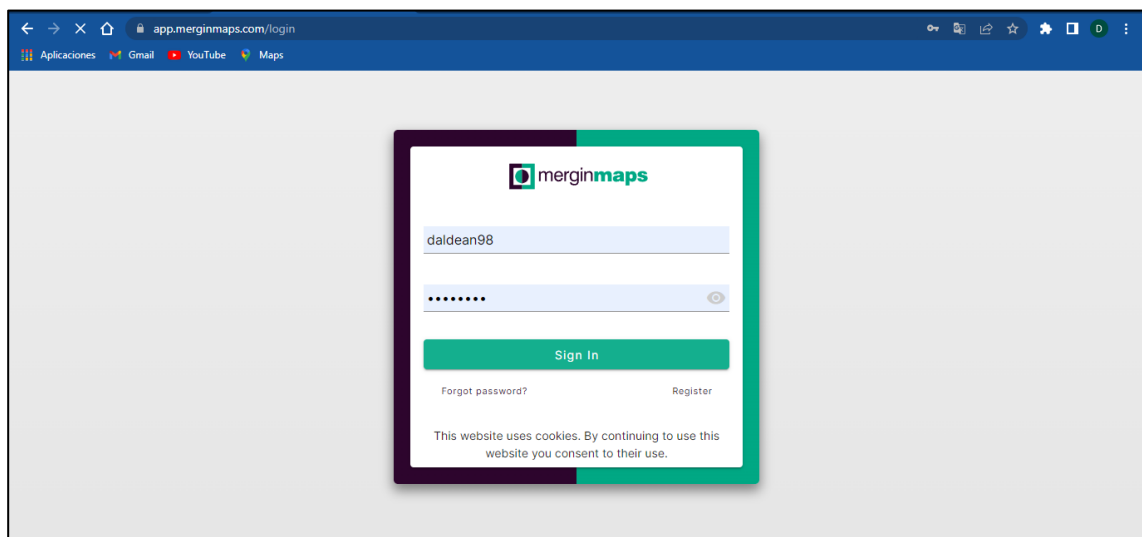 app.merginmaps.com/login
D
Aplicaciones Gmail YouTube Maps
merginmaps
daldean98
••••••••
Sign In
Forgot password? Register
This website uses cookies. By continuing to use this
website you consent to their use.